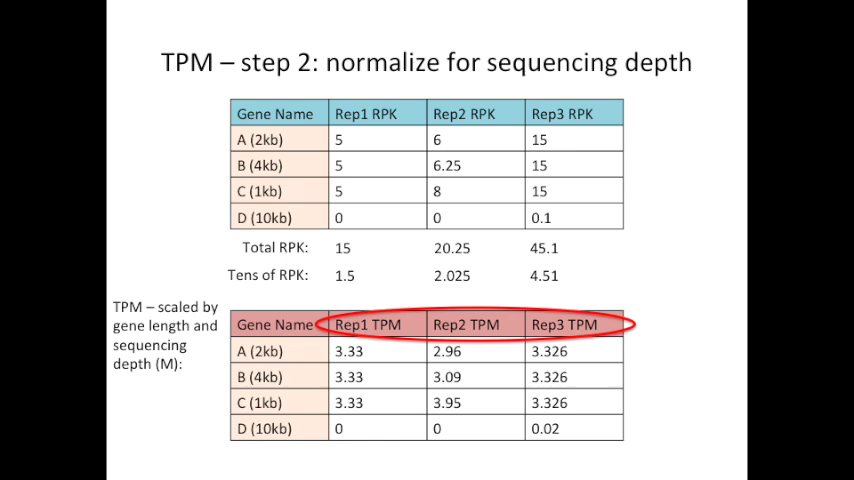 TPM – step 2: normalize for sequencing depth
Gene Name Rep1 RPK Rep2 RPK Rep3 RPK
A (2kb) 5 6 15
B (4kb) 5 6.25 15
C (1kb) 5 8 15
D (10kb) 0 0 0.1
Total RPK: 15 20.25 45.1
Tens of RPK: 1.5 2.025 4.51
TPM – scaled by
gene length and
sequencing
depth (M):
Gene Name Rep1 TPM Rep2 TPM Rep3 TPM
A (2kb) 3.33 2.96 3.326
B (4kb) 3.33 3.09 3.326
C (1kb) 3.33 3.95 3.326
D (10kb) 0 0 0.02